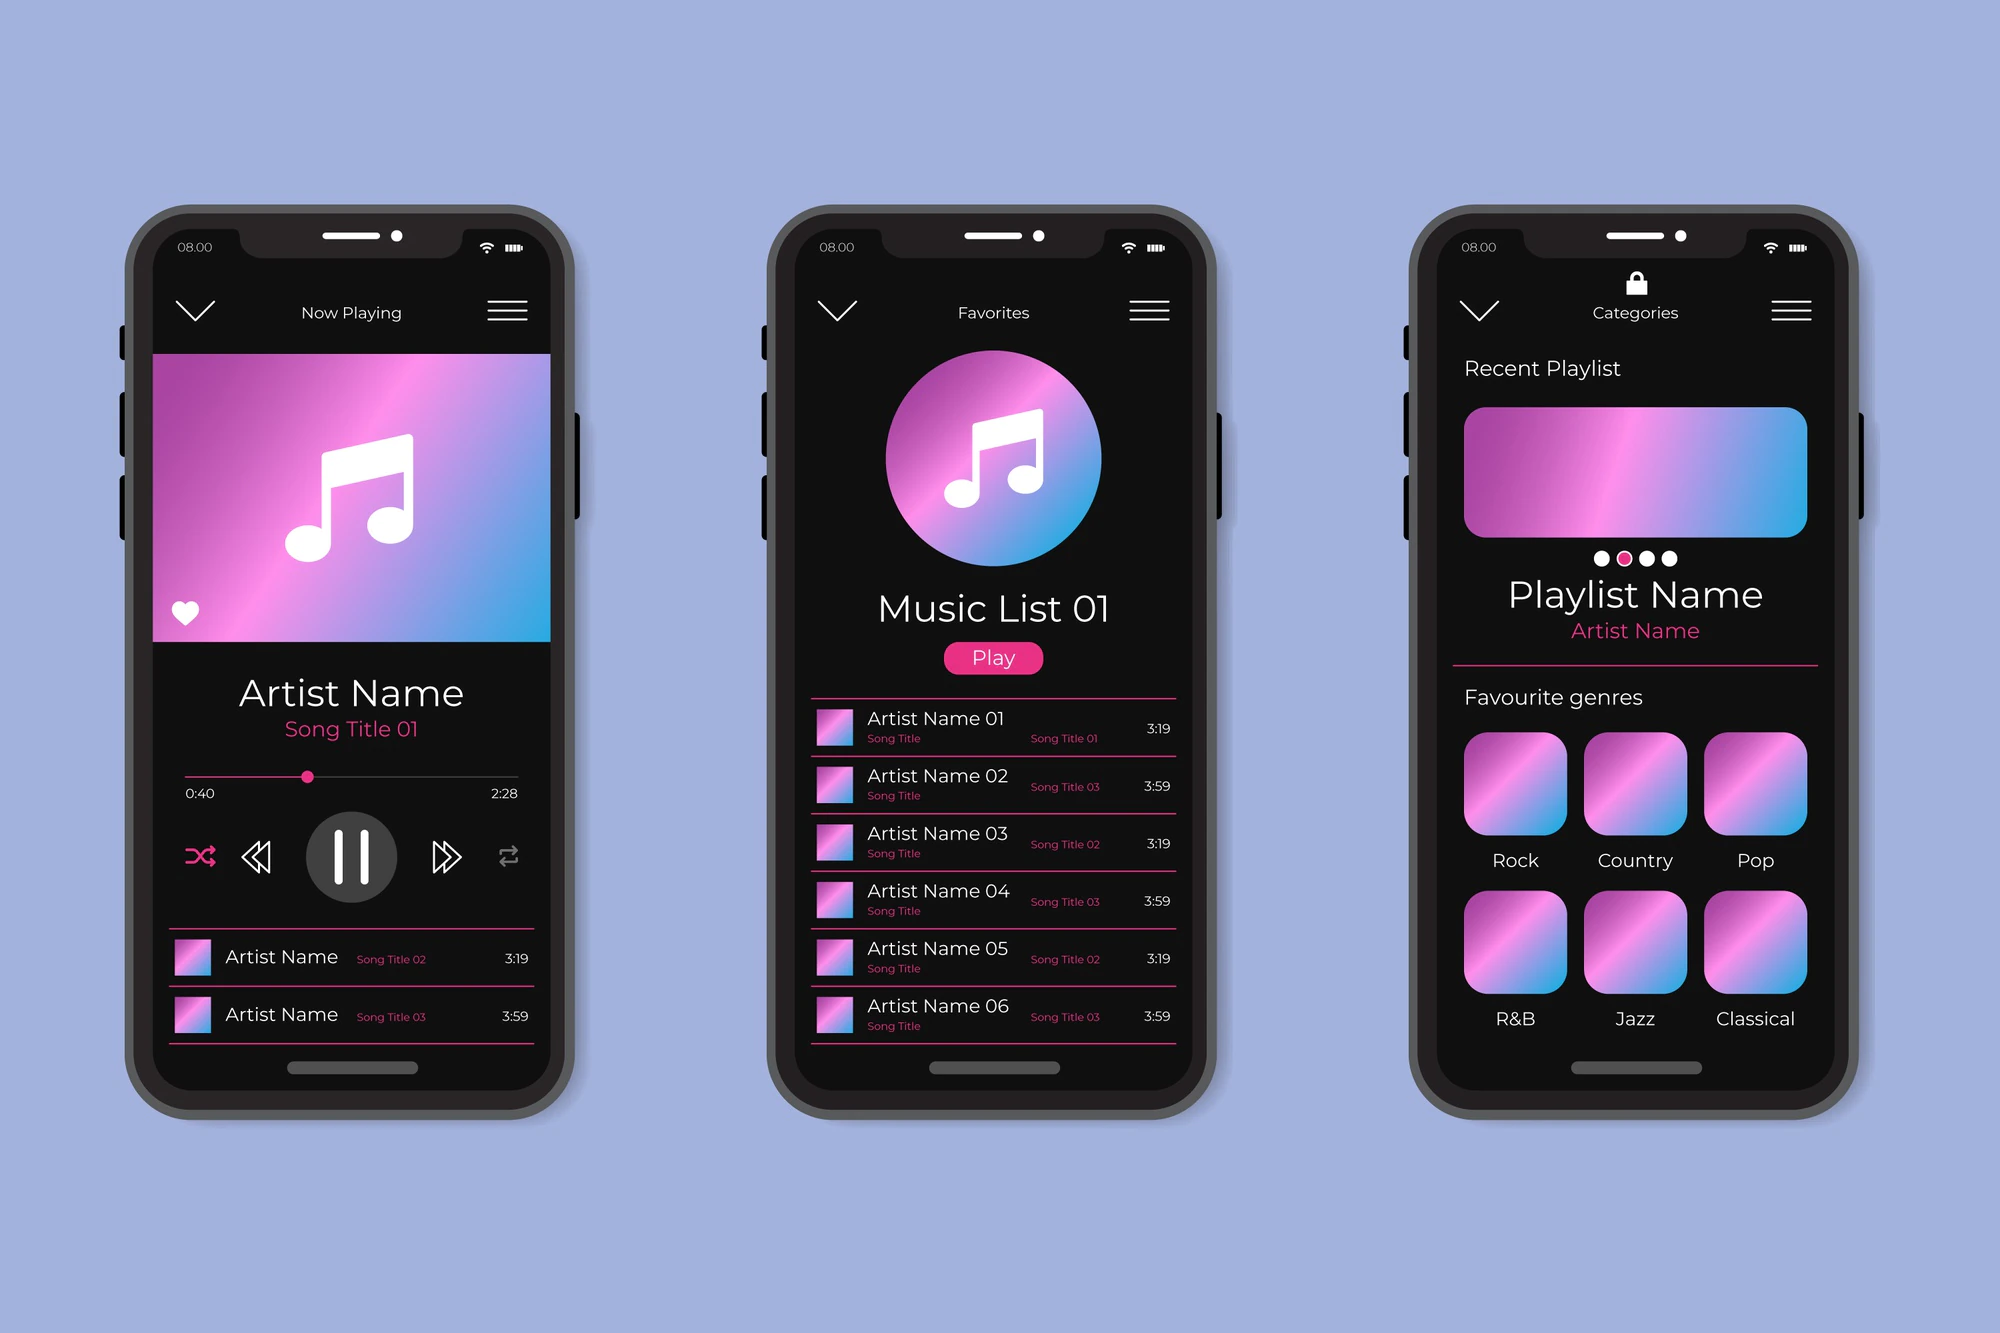 08.00
Now Playing
Artist Name
Song Title 01
0:40 2:28
Artist Name Song Title 02 3:19
Artist Name Song Title 03 3:59
08.00
Favorites
Music List 01
Play
Artist Name 01
Song Title Song Title 01 3:19
Artist Name 02
Song Title Song Title 03 3:59
Artist Name 03
Song Title Song Title 02 3:19
Artist Name 04
Song Title Song Title 03 3:59
Artist Name 05
Song Title Song Title 02 3:19
Artist Name 06
Song Title Song Title 03 3:59
08.00
Categories
Recent Playlist
Playlist Name
Artist Name
Favourite genres
Rock Country Pop
R&B Jazz Classical